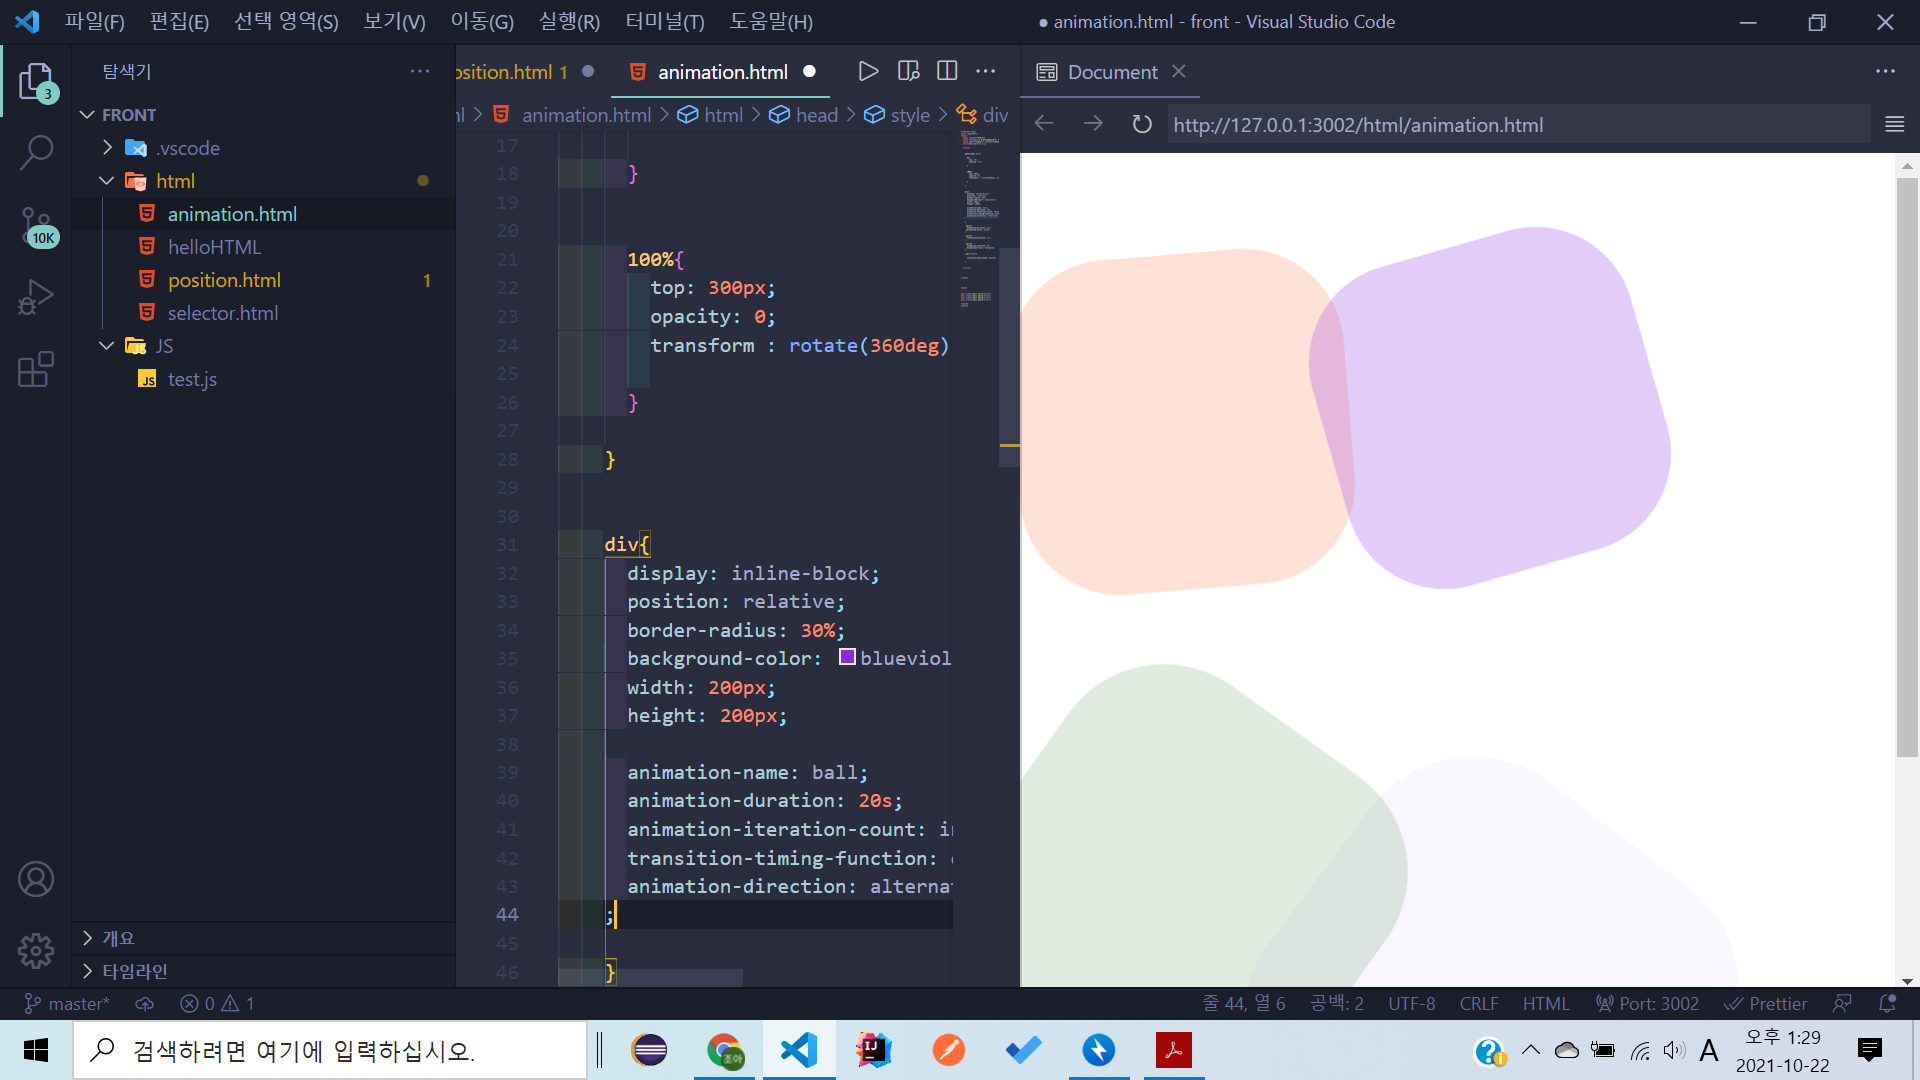 파일(F) 편집(E) 선택 영역(S) 보기(V) 이동(G) 실행(R) 터미널(T) 도움말(H) ● animation.html - front - Visual Studio Code
탐색기
3
10K
FRONT
.vscode
html
animation.html
helloHTML
position.html 1
selector.html
JS
test.js
개요
타임라인
osition.html 1 animation.html
animation.html > html > head > style > div
17
18 }
19
20
21 100%{
22 top: 300px;
23 opacity: 0;
24 transform : rotate(360deg)
25
26 }
27
28 }
29
30
31 div{
32 display: inline-block;
33 position: relative;
34 border-radius: 30%;
35 background-color: blueviol
36 width: 200px;
37 height: 200px;
38
39 animation-name: ball;
40 animation-duration: 20s;
41 animation-iteration-count:
42 transition-timing-function:
43 animation-direction: alterna
44 ;
45
46 }
Document
http://127.0.0.1:3002/html/animation.html
master* 0 1 줄 44, 열 6 공백: 2 UTF-8 CRLF HTML Port: 3002 Prettier
검색하려면 여기에 입력하십시오.
조아
IJ
A
오후 1:29
2021-10-22